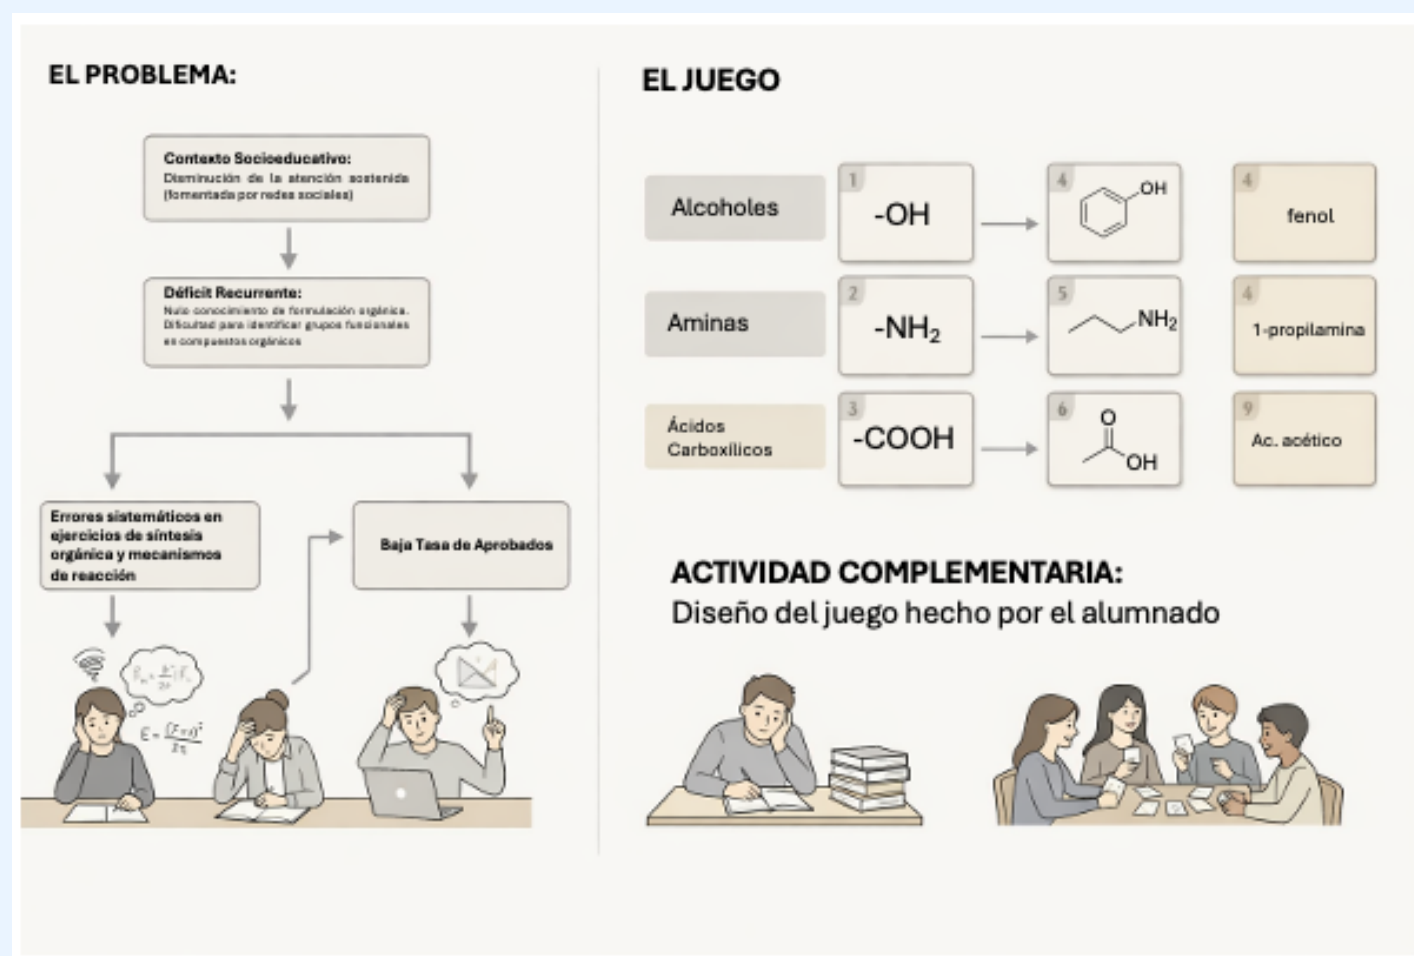 EL PROBLEMA:
Contexto Socioeducativo:
Disminución de la atención sostenida
(fomentada por redes sociales)
Déficit Recurrente:
Nulo conocimiento de formulación orgánica.
Dificultad para identificar grupos funcionales
en compuestos orgánicos
Errores sistemáticos en
ejercicios de síntesis
orgánica y mecanismos
de reacción
Baja Tasa de Aprobados
EL JUEGO
Alcoholes
1
-OH
4
OH
4
fenol
Aminas
2
-NH₂
5
NH₂
4
1-propilamina
Ácidos
Carboxílicos
3
-COOH
6
O
OH
9
Ac. acético
ACTIVIDAD COMPLEMENTARIA:
Diseño del juego hecho por el alumnado